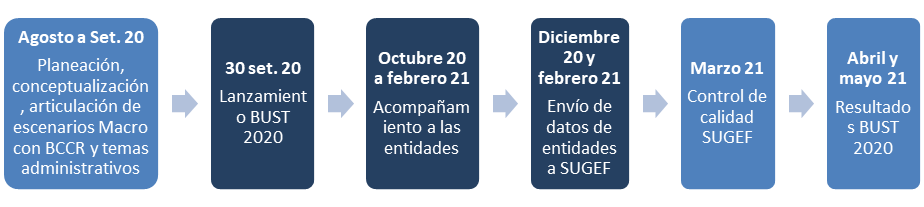 Agosto a Set. 20
Planeación,
conceptualización
, articulación de
escenarios Macro
con BCCR y temas
administrativos
30 set. 20
Lanzamient
o BUST
2020
Octubre 20
a febrero 21
Acompañam
iento a las
entidades
Diciembre
20 y
febrero 21
Envío de
datos de
entidades
a SUGEF
Marzo 21
Control de
calidad
SUGEF
Abril y
mayo 21
Resultado
s BUST
2020